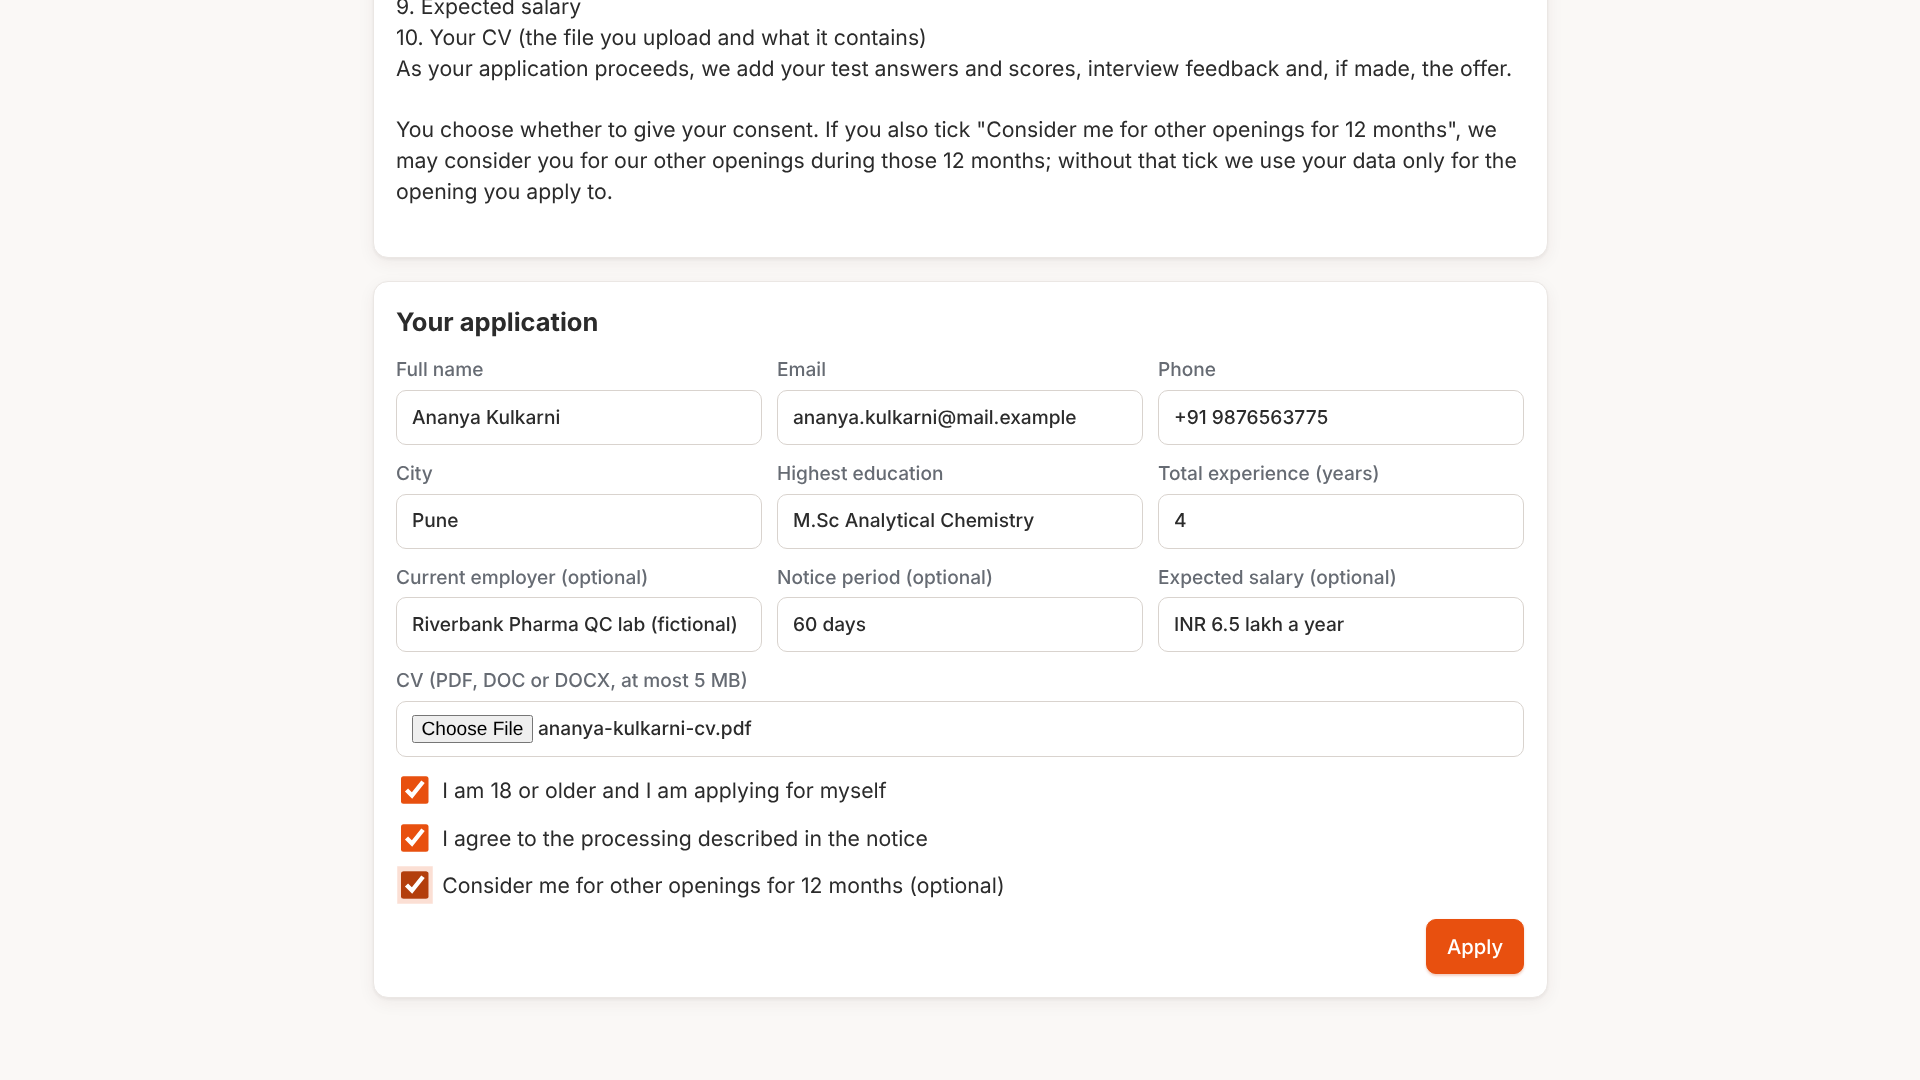 9. Expected salary
10. Your CV (the file you upload and what it contains)
As your application proceeds, we add your test answers and scores, interview feedback and, if made, the offer.
You choose whether to give your consent. If you also tick "Consider me for other openings for 12 months", we
may consider you for our other openings during those 12 months; without that tick we use your data only for the
opening you apply to.
Your application
Full name
Email
Phone
Ananya Kulkarni
ananya.kulkarni@mail.example
+91 9876563775
City
Highest education
Total experience (years)
Pune
M.Sc Analytical Chemistry
4
Current employer (optional)
Notice period (optional)
Expected salary (optional)
Riverbank Pharma QC lab (fictional)
60 days
INR 6.5 lakh a year
CV (PDF, DOC or DOCX, at most 5 MB)
Choose File ananya-kulkarni-cv.pdf
I am 18 or older and I am applying for myself
I agree to the processing described in the notice
Consider me for other openings for 12 months (optional)
Apply